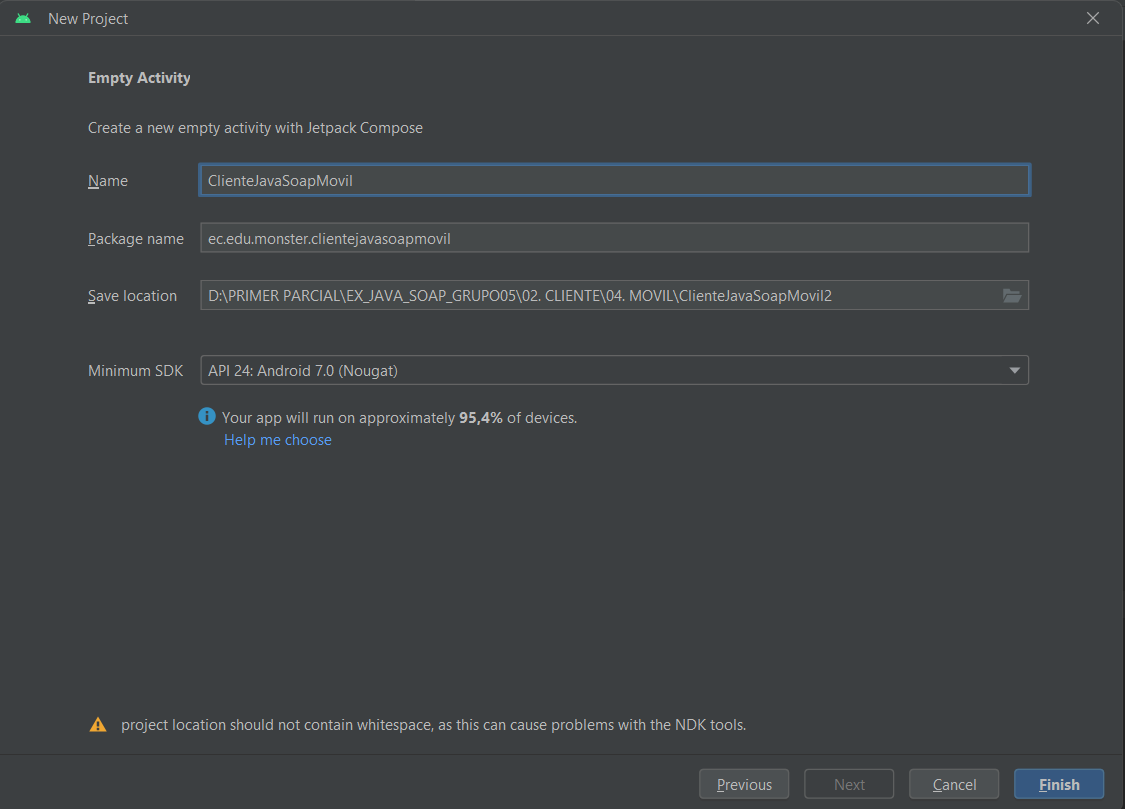 New Project
Empty Activity
Create a new empty activity with Jetpack Compose
Name ClienteJavaSoapMovil
Package name ec.edu.monster.clientejavasoapmovil
Save location D:\PRIMER PARCIAL\EX_JAVA_SOAP_GRUPO05\02. CLIENTE\04. MOVIL\ClienteJavaSoapMovil2
Minimum SDK API 24: Android 7.0 (Nougat)
Your app will run on approximately 95,4% of devices.
Help me choose
project location should not contain whitespace, as this can cause problems with the NDK tools.
Previous Next Cancel Finish